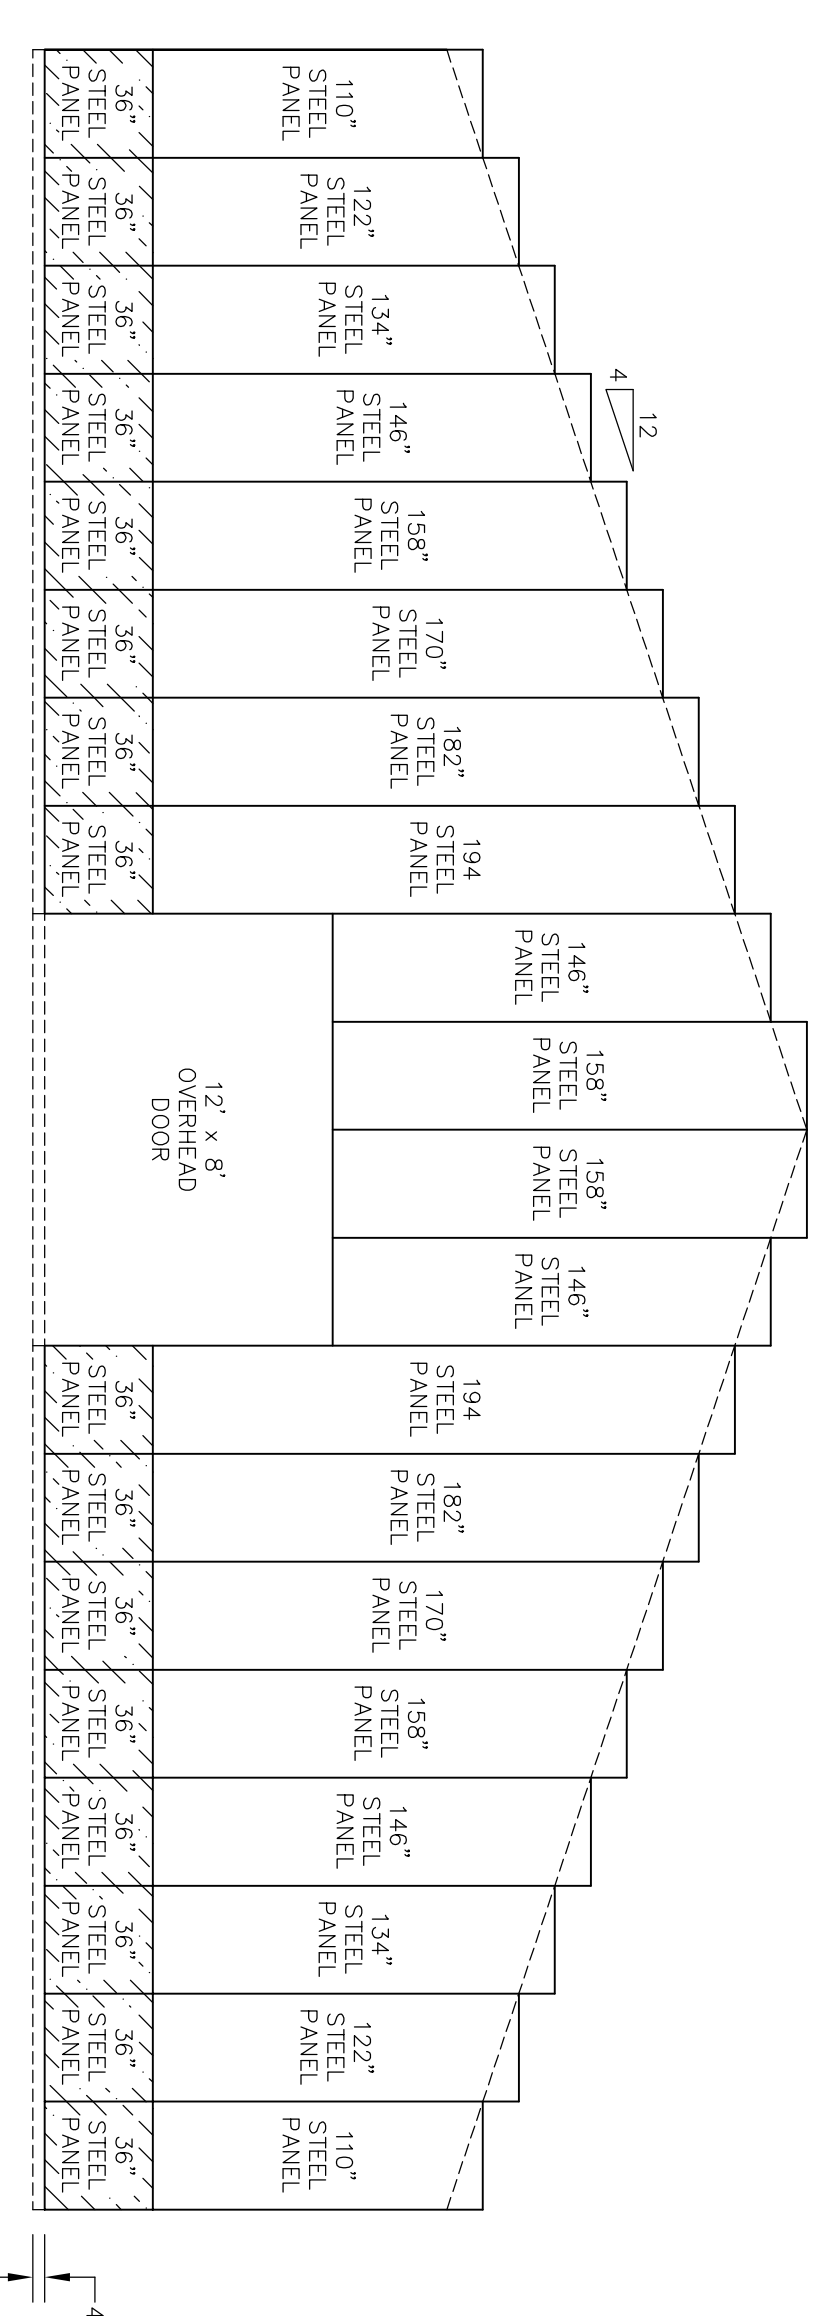 4
12
110"
STEEL
PANEL
122"
STEEL
PANEL
134"
STEEL
PANEL
146"
STEEL
PANEL
158"
STEEL
PANEL
170"
STEEL
PANEL
182"
STEEL
PANEL
194
STEEL
PANEL
146"
STEEL
PANEL
158"
STEEL
PANEL
158"
STEEL
PANEL
146"
STEEL
PANEL
194
STEEL
PANEL
182"
STEEL
PANEL
170"
STEEL
PANEL
158"
STEEL
PANEL
146"
STEEL
PANEL
134"
STEEL
PANEL
122"
STEEL
PANEL
110"
STEEL
PANEL
36"
STEEL
PANEL
36"
STEEL
PANEL
36"
STEEL
PANEL
36"
STEEL
PANEL
36"
STEEL
PANEL
36"
STEEL
PANEL
36"
STEEL
PANEL
36"
STEEL
PANEL
12' x 8'
OVERHEAD
DOOR
36"
STEEL
PANEL
36"
STEEL
PANEL
36"
STEEL
PANEL
36"
STEEL
PANEL
36"
STEEL
PANEL
36"
STEEL
PANEL
36"
STEEL
PANEL
36"
STEEL
PANEL